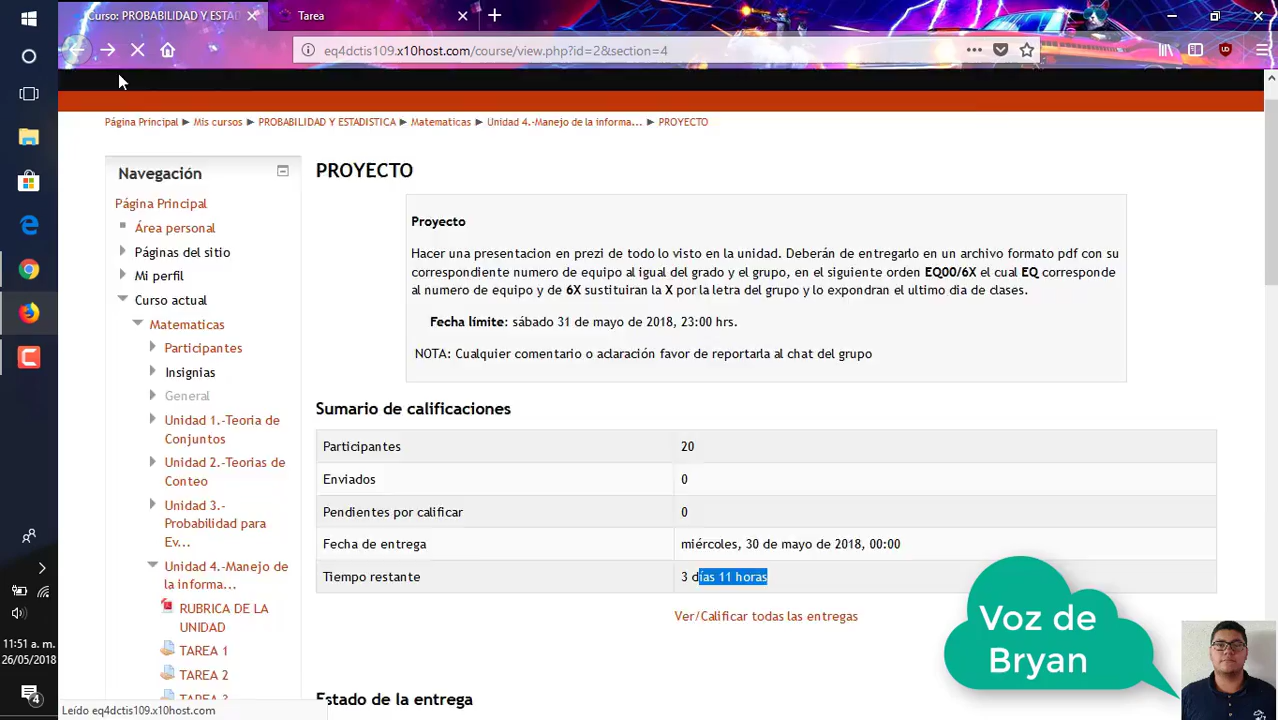 Curso: PROBABILIDAD Y ESTAD
Tarea
eq4dctis109.x10host.com/course/view.php?id=2&section=4
Página Principal ► Mis cursos ► PROBABILIDAD Y ESTADISTICA ► Matematicas ► Unidad 4.-Manejo de la informa... ► PROYECTO
Navegación
Página Principal
Área personal
Páginas del sitio
Mi perfil
Curso actual
Matematicas
Participantes
Insignias
General
Unidad 1.-Teoria de
Conjuntos
Unidad 2.-Teorias de
Conteo
Unidad 3.-
Probabilidad para
Ev...
Unidad 4.-Manejo de
la informa...
RUBRICA DE LA
UNIDAD
TAREA 1
TAREA 2
TAREA 3
PROYECTO
Proyecto
Hacer una presentacion en prezi de todo lo visto en la unidad. Deberán de entregarlo en un archivo formato pdf con su
correspondiente numero de equipo al igual del grado y el grupo, en el siguiente orden EQ00/6X el cual EQ corresponde
al numero de equipo y de 6X sustituiran la X por la letra del grupo y lo expondran el ultimo dia de clases.
Fecha límite: sábado 31 de mayo de 2018, 23:00 hrs.
NOTA: Cualquier comentario o aclaración favor de reportarla al chat del grupo
Sumario de calificaciones
Participantes 20
Enviados 0
Pendientes por calificar 0
Fecha de entrega miércoles, 30 de mayo de 2018, 00:00
Tiempo restante 3 días 11 horas
Ver/Calificar todas las entregas
Estado de la entrega
Voz de
Bryan
11:51 a. m.
26/05/2018
4
Leído eq4dctis109.x10host.com